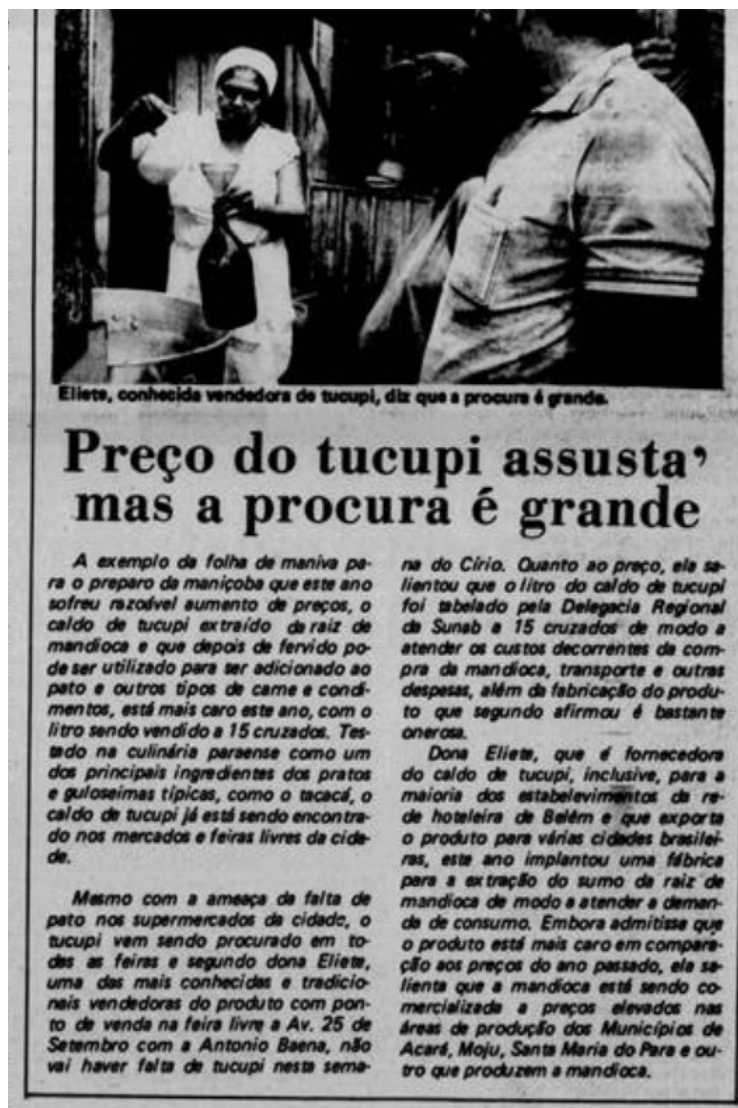 Eliete, conhecida vendedora de tucupi, diz que a procura é grande.
Preço do tucupi assusta'
mas a procura é grande
A exemplo da folha de maniva pa-
ra o preparo da maniçoba que este ano
sofreu razoável aumento de preços, o
caldo de tucupi extraído da raiz de
mandioca e que depois de fervido po-
de ser utilizado para ser adicionado ao
pato e outros tipos de carne e condi-
mentos, está mais caro este ano, com o
litro sendo vendido a 15 cruzados. Tes-
tado na culinária paraense como um
dos principais ingredientes dos pratos
e guloseimas típicas, como o tacacá, o
caldo de tucupi já está sendo encontra-
do nos mercados e feiras livres da cida-
de.
Mesmo com a ameaça da falta de
pato nos supermercados da cidade, o
tucupi vem sendo procurado em to-
das as feiras e segundo dona Eliete,
uma das mais conhecidas e tradicio-
nais vendedoras do produto com pon-
to de venda na feira livre a Av. 25 de
Setembro com a Antonio Baena, não
vai haver falta de tucupi nesta sema-
na do Círio. Quanto ao preço, ela sa-
lientou que o litro do caldo de tucupi
foi tabelado pela Delegacia Regional
da Sunab a 15 cruzados de modo a
atender os custos decorrentes da com-
pra da mandioca, transporte e outras
despesas, além da fabricação do produ-
to que segundo afirmou é bastante
onerosa.
Dona Eliete, que é fornecedora
do caldo de tucupi, inclusive, para a
maioria dos estabelevimentos da re-
de hoteleira de Belém e que exporta
o produto para várias cidades brasilei-
ras, este ano implantou uma fábrica
para a extração do sumo da raiz de
mandioca de modo a atender a deman-
da de consumo. Embora admitisse que
o produto está mais caro em compara-
ção aos preços do ano passado, ela sa-
lienta que a mandioca está sendo co-
mercializada a preços elevados nas
áreas de produção dos Municípios de
Acará, Moju, Santa Maria do Para e ou-
tro que produzem a mandioca.